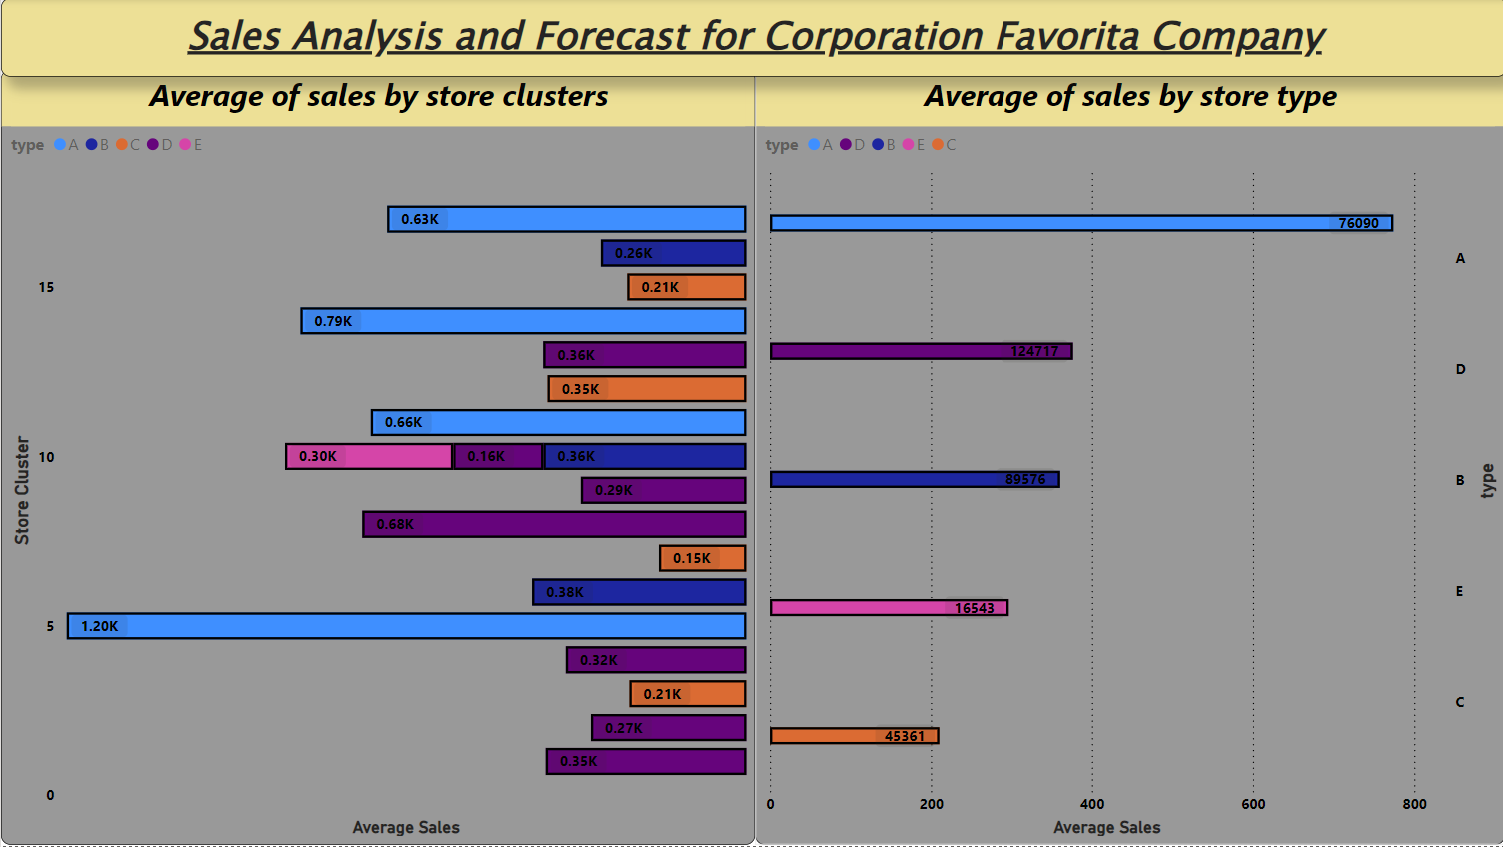 Sales Analysis and Forecast for Corporation Favorita Company
Average of sales by store clusters
type A B C D E
0.63K
0.26K
0.21K
15
0.79K
0.36K
0.35K
0.66K
10
0.30K 0.16K 0.36K
0.29K
0.68K
0.15K
0.38K
5
1.20K
0.32K
0.21K
0.27K
0.35K
0
Store Cluster
Average Sales
Average of sales by store type
type A D B E C
76090
A
124717
D
89576
B
16543
E
45361
C
type
0 200 400 600 800
Average Sales